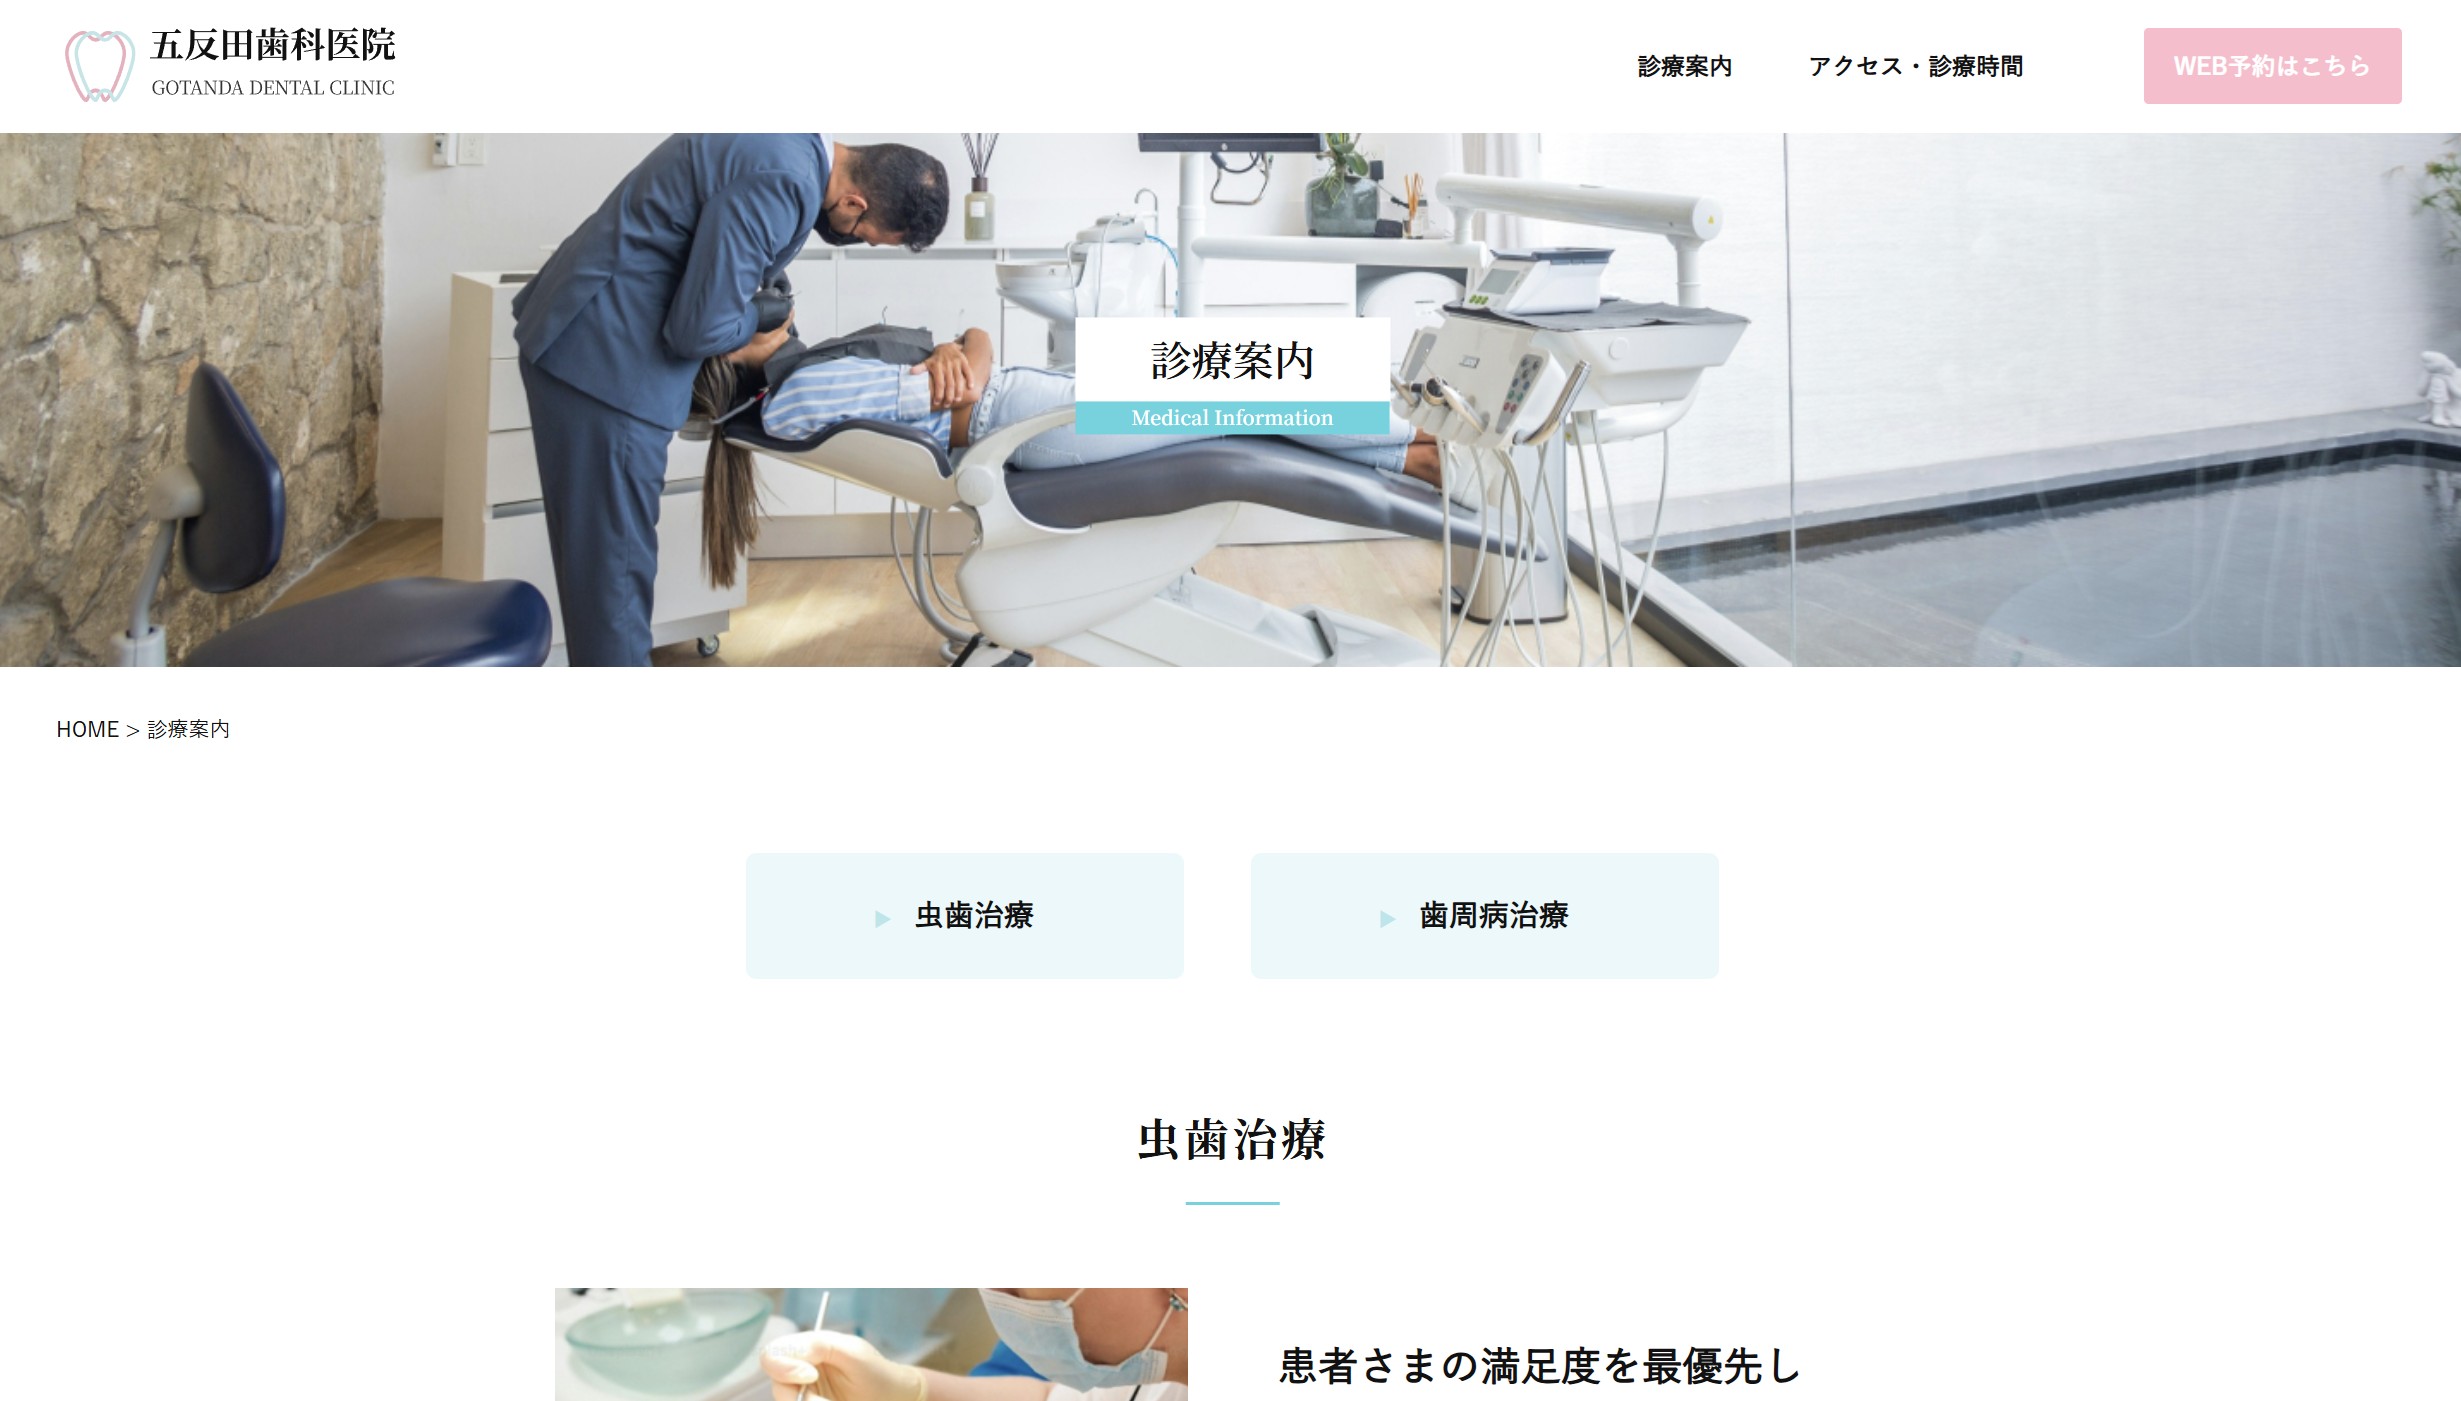 五反田歯科医院
GOTANDA DENTAL CLINIC
診療案内
アクセス・診療時間
WEB予約はこちら
診療案内
Medical Information
HOME > 診療案内
▶ 虫歯治療
▶ 歯周病治療
虫歯治療
患者さまの満足度を最優先し